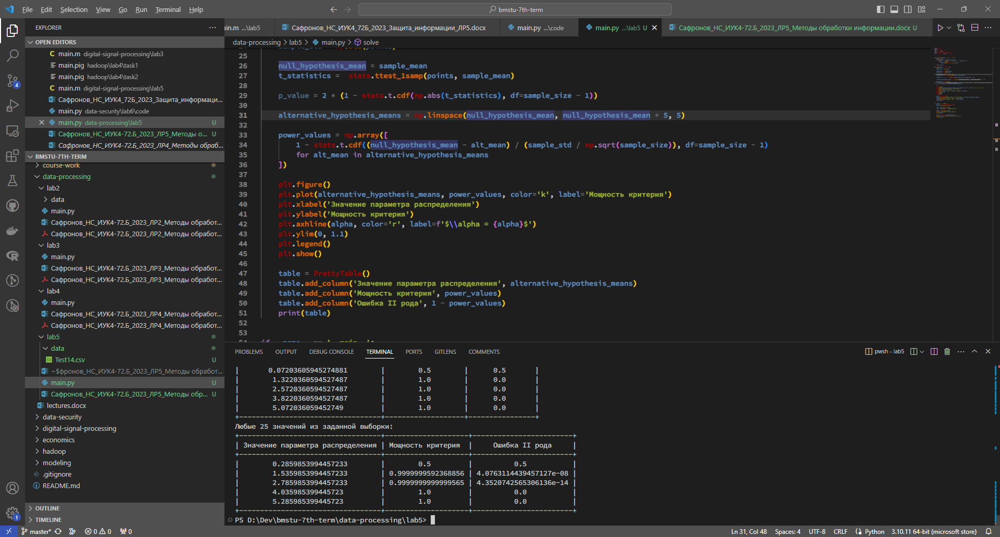 File Edit Selection View Go Run Terminal Help
bmstu-7th-term
EXPLORER
OPEN EDITORS
main.m digital-signal-processing\lab3
main.pig hadoop\lab4\task1
main.pig hadoop\lab4\task2
main.m digital-signal-processing\lab5
Сафронов_НС_ИУК4_72Б_2023_Защита_информаци...
main.py data-security\lab6\code
main.py data-processing\lab5 U
Сафронов_НС_ИУК4-72.Б_2023_ЛР5_Методы о... U
Сафронов_НС_ИУК4-72.Б_2023_ЛР4_Методы обраб...
BMSTU-7TH-TERM
course-work
data-processing
lab2
data
main.py
Сафронов_НС_ИУК4-72.Б_2023_ЛР2_Методы обработ...
Сафронов_НС_ИУК4-72.Б_2023_ЛР2_Методы обработ...
lab3
main.py
Сафронов_НС_ИУК4-72.Б_2023_ЛР3_Методы обработ...
Сафронов_НС_ИУК4-72.Б_2023_ЛР3_Методы обработ...
lab4
main.py
Сафронов_НС_ИУК4-72.Б_2023_ЛР4_Методы обработ...
Сафронов_НС_ИУК4-72.Б_2023_ЛР4_Методы обработ...
lab5
data
Test14.csv U
~$фронов_НС_ИУК4-72.Б_2023_ЛР5_Методы обработ...
main.py U
Сафронов_НС_ИУК4-72.Б_2023_ЛР5_Методы обр... U
lectures.docx
data-security
digital-signal-processing
economics
hadoop
modeling
.gitignore
README.md
OUTLINE
TIMELINE
4
1
ain.m ...\lab5 Сафронов_НС_ИУК4_72Б_2023_Защита_информации_ЛР5.docx main.py ...\code main.py ...\lab5 U Сафронов_НС_ИУК4-72.Б_2023_ЛР5_Методы обработки информации.docx U
data-processing > lab5 > main.py > solve
25
26 null_hypothesis_mean = sample_mean
27 t_statistics =  stats.ttest_1samp(points, sample_mean)
28
29 p_value = 2 * (1 - stats.t.cdf(np.abs(t_statistics), df=sample_size - 1))
30
31 alternative_hypothesis_means = np.linspace(null_hypothesis_mean, null_hypothesis_mean + 5, 5)
32
33 power_values = np.array([
34 1 - stats.t.cdf((null_hypothesis_mean - alt_mean) / (sample_std / np.sqrt(sample_size)), df=sample_size - 1)
35 for alt_mean in alternative_hypothesis_means
36 ])
37
38 plt.figure()
39 plt.plot(alternative_hypothesis_means, power_values, color='k', label='Мощность критерия')
40 plt.xlabel('Значение параметра распределения')
41 plt.ylabel('Мощность критерия')
42 plt.axhline(alpha, color='r', label=f'$\\alpha = {alpha}$')
43 plt.ylim(0, 1.1)
44 plt.legend()
45 plt.show()
46
47 table = PrettyTable()
48 table.add_column('Значение параметра распределения', alternative_hypothesis_means)
49 table.add_column('Мощность критерия', power_values)
50 table.add_column('Ошибка II рода', 1 - power_values)
51 print(table)
52
53
PROBLEMS OUTPUT DEBUG CONSOLE TERMINAL PORTS GITLENS COMMENTS pwsh - lab5
| 0.07203605945274881 | 0.5 | 0.5 |
| 1.3220360594527487 | 1.0 | 0.0 |
| 2.5720360594527487 | 1.0 | 0.0 |
| 3.8220360594527487 | 1.0 | 0.0 |
| 5.072036059452749 | 1.0 | 0.0 |
+----------------------------------+-------------------+----------------+
Любые 25 значений из заданной выборки:
+----------------------------------+--------------------+------------------------+
| Значение параметра распределения | Мощность критерия | Ошибка II рода |
+----------------------------------+--------------------+------------------------+
| 0.2859853994457233 | 0.5 | 0.5 |
| 1.5359853994457233 | 0.9999999592368856 | 4.0763114439457127e-08 |
| 2.7859853994457233 | 0.9999999999999565 | 4.3520742565306136e-14 |
| 4.035985399445723 | 1.0 | 0.0 |
| 5.285985399445723 | 1.0 | 0.0 |
+----------------------------------+--------------------+------------------------+
PS D:\Dev\bmstu-7th-term\data-processing\lab5>
master* 0 0 0 Ln 31, Col 48 Spaces: 4 UTF-8 CRLF Python 3.10.11 64-bit (microsoft store)